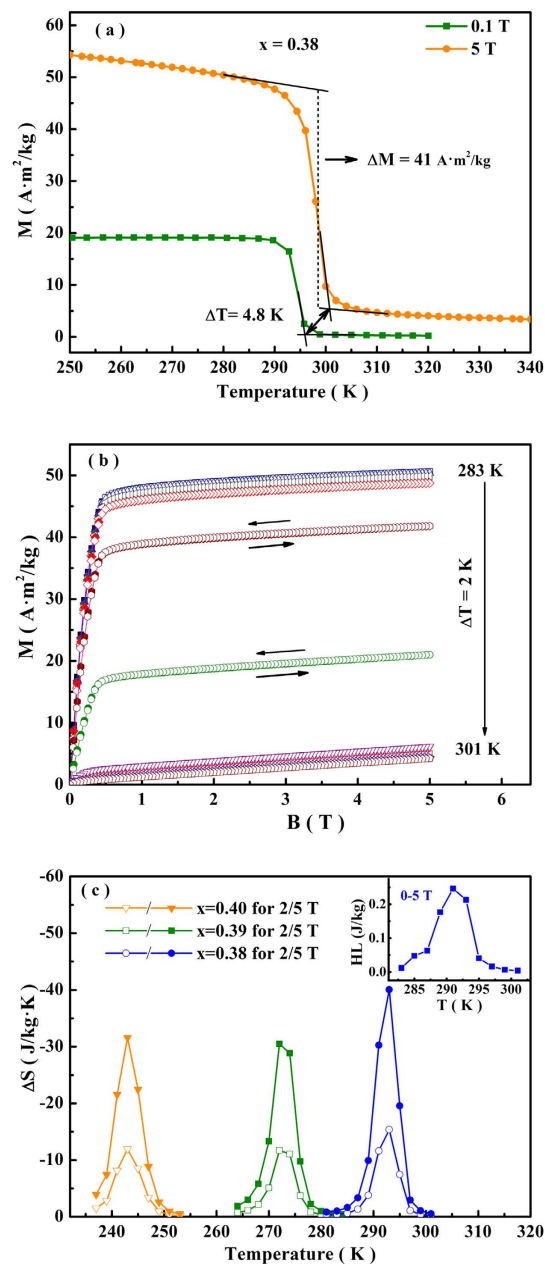 ( a )
x = 0.38
0.1 T
5 T
ΔM = 41 A·m²/kg
ΔT= 4.8 K
M ( A·m²/kg )
60
50
40
30
20
10
0
250 260 270 280 290 300 310 320 330 340
Temperature ( K )
( b )
283 K
ΔT = 2 K
301 K
M ( A·m²/kg )
50
40
30
20
10
0
0 1 2 3 4 5 6
B ( T )
( c )
x=0.40 for 2/5 T
x=0.39 for 2/5 T
x=0.38 for 2/5 T
0-5 T
HL (J/kg)
0.2
0.1
0.0
285 290 295 300
T ( K )
ΔS ( J/kg·K )
-60
-50
-40
-30
-20
-10
0
240 250 260 270 280 290 300 310 320
Temperature ( K )